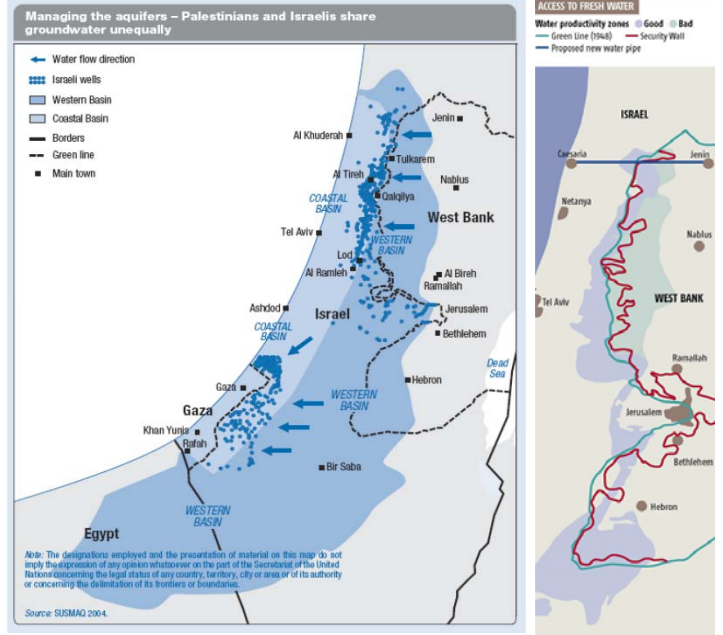 Managing the aquifers – Palestinians and Israelis share
groundwater unequally
Water flow direction
Israeli wells
Western Basin
Coastal Basin
Borders
Green line
Main town
Jenin
Al Khuderah
Tulkarem
Al Tireh
Nablus
Qalqilya
COASTAL
BASIN
West Bank
Tel Aviv
WESTERN
BASIN
Lod
Al Ramleh
Al Bireh
Ramallah
Ashdod
Israel
Jerusalem
COASTAL
BASIN
Bethlehem
Dead
Sea
Gaza
Hebron
WESTERN
BASIN
Gaza
Khan Yunis
Rafah
Bir Saba
WESTERN
BASIN
Egypt
Note: The designations employed and the presentation of material on this map do not
imply the expression of any opinion whatsoever on the part of the Secretariat of the United
Nations concerning the legal status of any country, territory, city or area or of its authority
or concerning the delimitation of its frontiers or boundaries.
Source: SUSMAQ 2004.
ACCESS TO FRESH WATER
Water productivity zones Good Bad
Green Line (1948) Security Wall
Proposed new water pipe
ISRAEL
Caesaria
Jenin
Netanya
Nablus
Tel Aviv
WEST BANK
Ramallah
Jerusalem
Bethlehem
Hebron